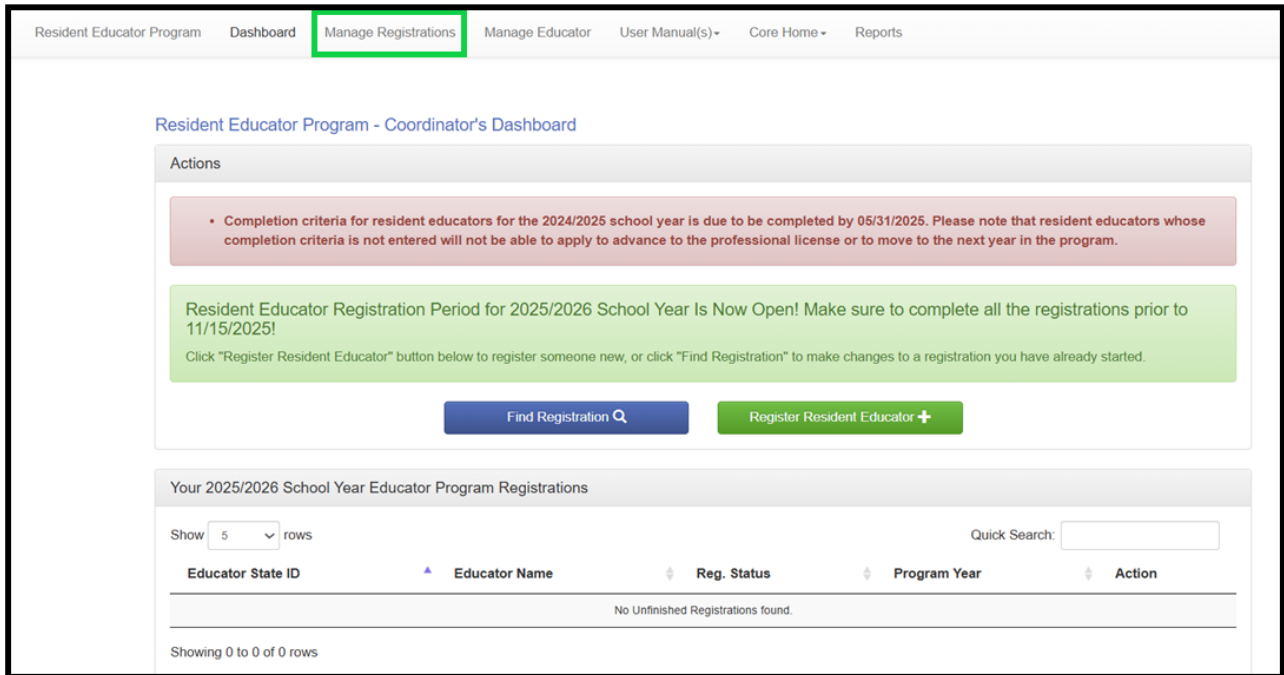 Resident Educator Program Dashboard Manage Registrations Manage Educator User Manual(s) Core Home Reports
Resident Educator Program - Coordinator's Dashboard
Actions
• Completion criteria for resident educators for the 2024/2025 school year is due to be completed by 05/31/2025. Please note that resident educators whose
completion criteria is not entered will not be able to apply to advance to the professional license or to move to the next year in the program.
Resident Educator Registration Period for 2025/2026 School Year Is Now Open! Make sure to complete all the registrations prior to
11/15/2025!
Click "Register Resident Educator" button below to register someone new, or click "Find Registration" to make changes to a registration you have already started.
Find Registration Register Resident Educator
Your 2025/2026 School Year Educator Program Registrations
Show 5 rows Quick Search:
Educator State ID Educator Name Reg. Status Program Year Action
No Unfinished Registrations found.
Showing 0 to 0 of 0 rows